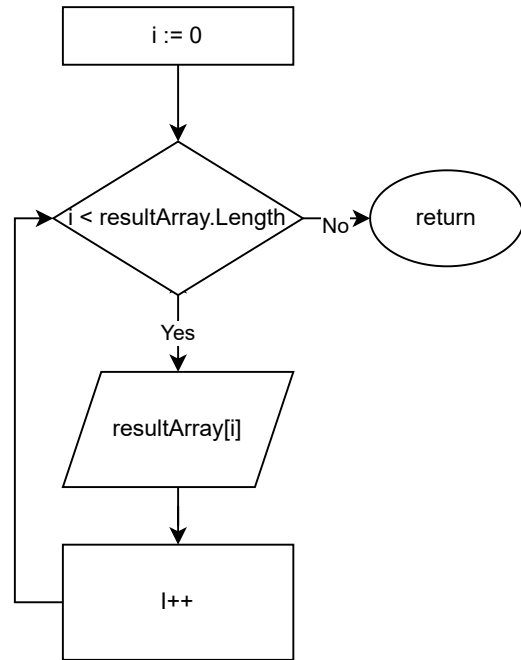 i := 0
i < resultArray.Length
No
return
Yes
resultArray[i]
I++